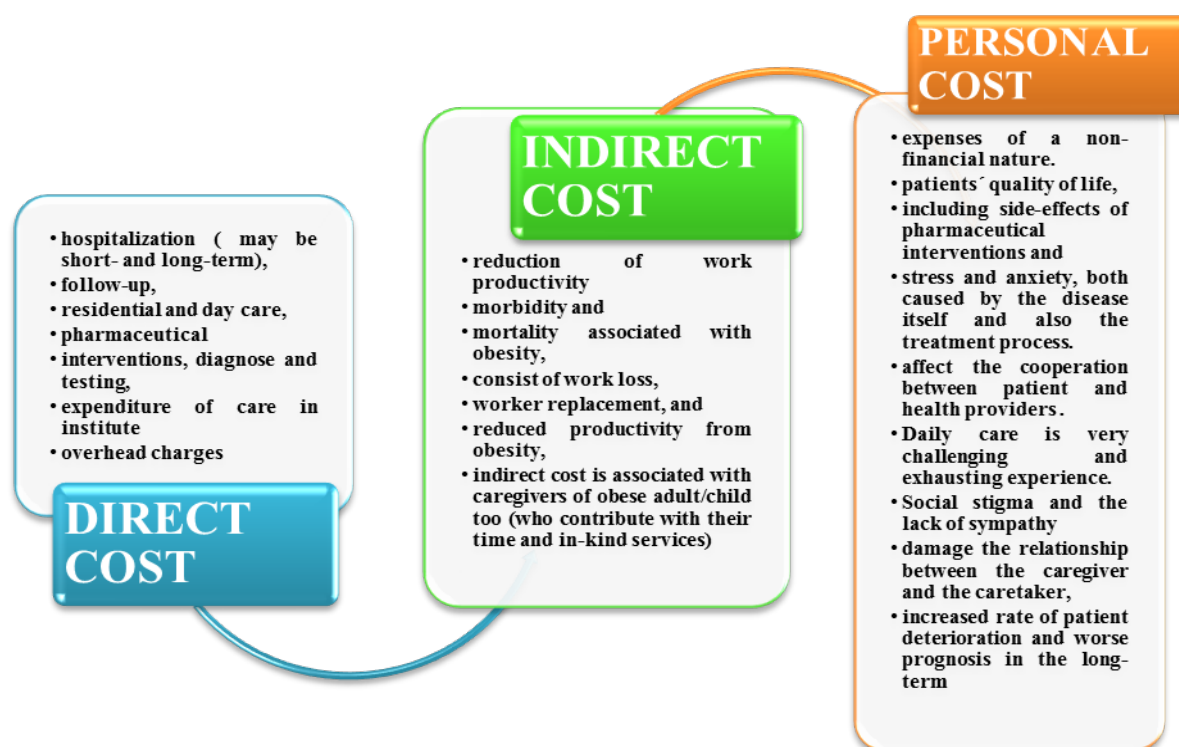 • hospitalization ( may be
short- and long-term),
• follow-up,
• residential and day care,
• pharmaceutical
• interventions, diagnose and
testing,
• expenditure of care in
institute
• overhead charges
DIRECT
COST
INDIRECT
COST
• reduction of work
productivity
• morbidity and
• mortality associated with
obesity,
• consist of work loss,
• worker replacement, and
• reduced productivity from
obesity,
• indirect cost is associated with
caregivers of obese adult/child
too (who contribute with their
time and in-kind services)
PERSONAL
COST
• expenses of a non-
financial nature.
• patients´ quality of life,
• including side-effects of
pharmaceutical
interventions and
• stress and anxiety, both
caused by the disease
itself and also the
treatment process.
• affect the cooperation
between patient and
health providers .
• Daily care is very
challenging and
exhausting experience.
• Social stigma and the
lack of sympathy
• damage the relationship
between the caregiver
and the caretaker,
• increased rate of patient
deterioration and worse
prognosis in the long-
term